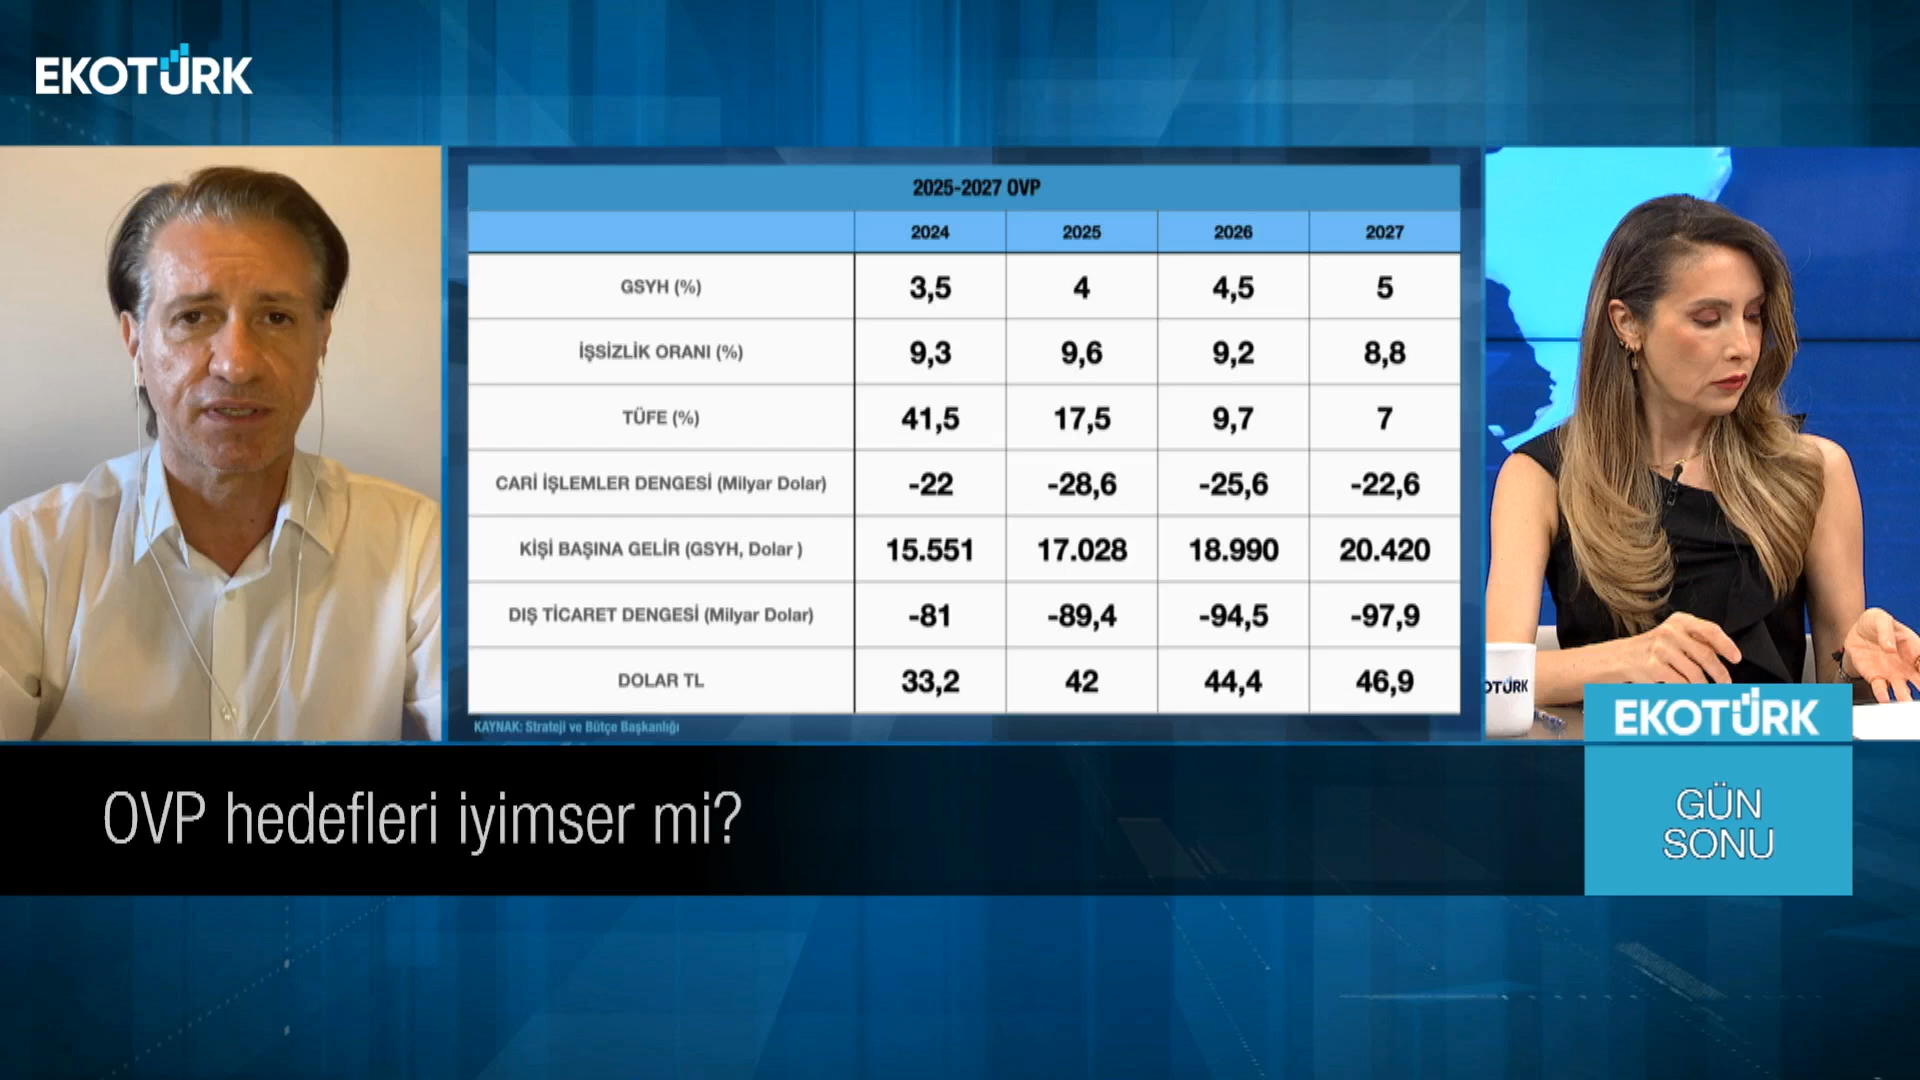 EKOTÜRK
2025-2027 OVP
2024 2025 2026 2027
GSYH (%) 3,5 4 4,5 5
İŞSİZLİK ORANI (%) 9,3 9,6 9,2 8,8
TÜFE (%) 41,5 17,5 9,7 7
CARİ İŞLEMLER DENGESİ (Milyar Dolar) -22 -28,6 -25,6 -22,6
KİŞİ BAŞINA GELİR (GSYH, Dolar ) 15.551 17.028 18.990 20.420
DIŞ TİCARET DENGESİ (Milyar Dolar) -81 -89,4 -94,5 -97,9
DOLAR TL 33,2 42 44,4 46,9
KAYNAK: Strateji ve Bütçe Başkanlığı
OTÜRK
EKOTÜRK
OVP hedefleri iyimser mi?
GÜN
SONU